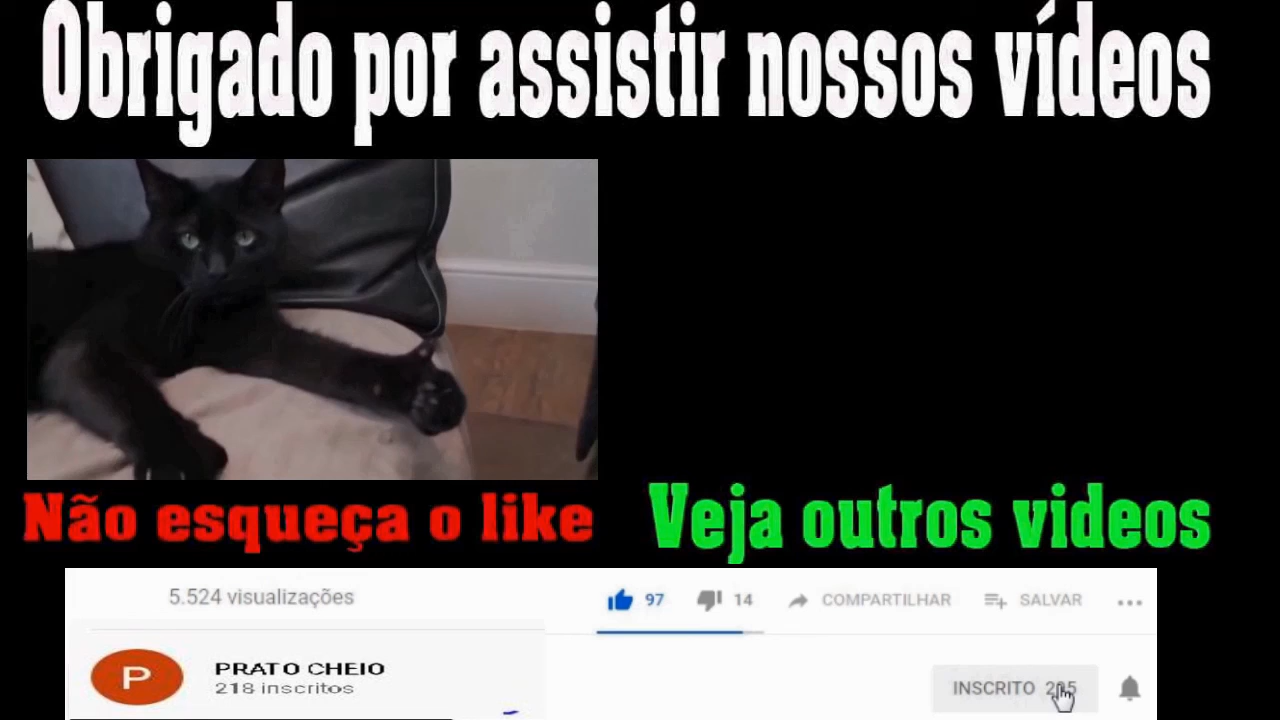 Obrigado por assistir nossos vídeos
Não esqueça o like
Veja outros videos
5.524 visualizações
97
14
COMPARTILHAR
SALVAR
P
PRATO CHEIO
218 inscritos
INSCRITO